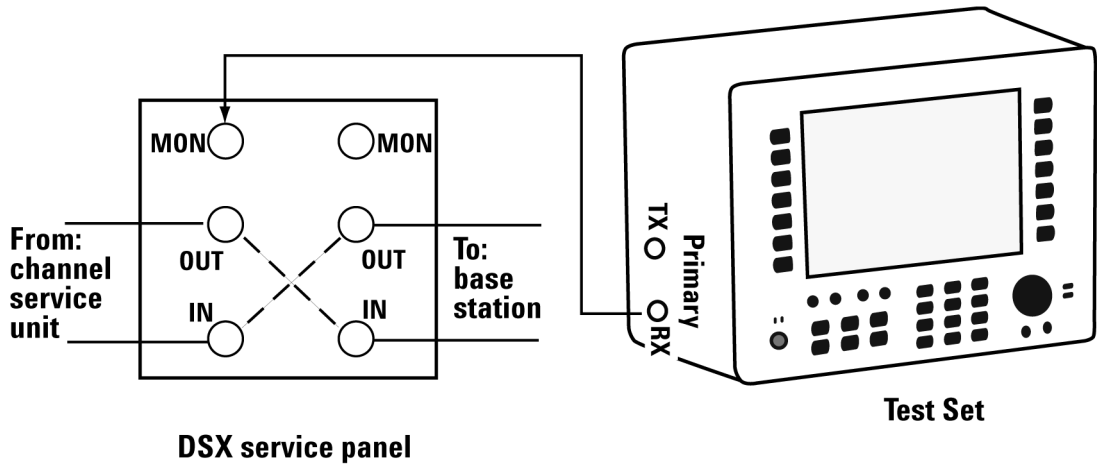 MON
MON
OUT
OUT
IN
IN
From:
channel
service
unit
To:
base
station
TX
Primary
RX
Test Set
DSX service panel